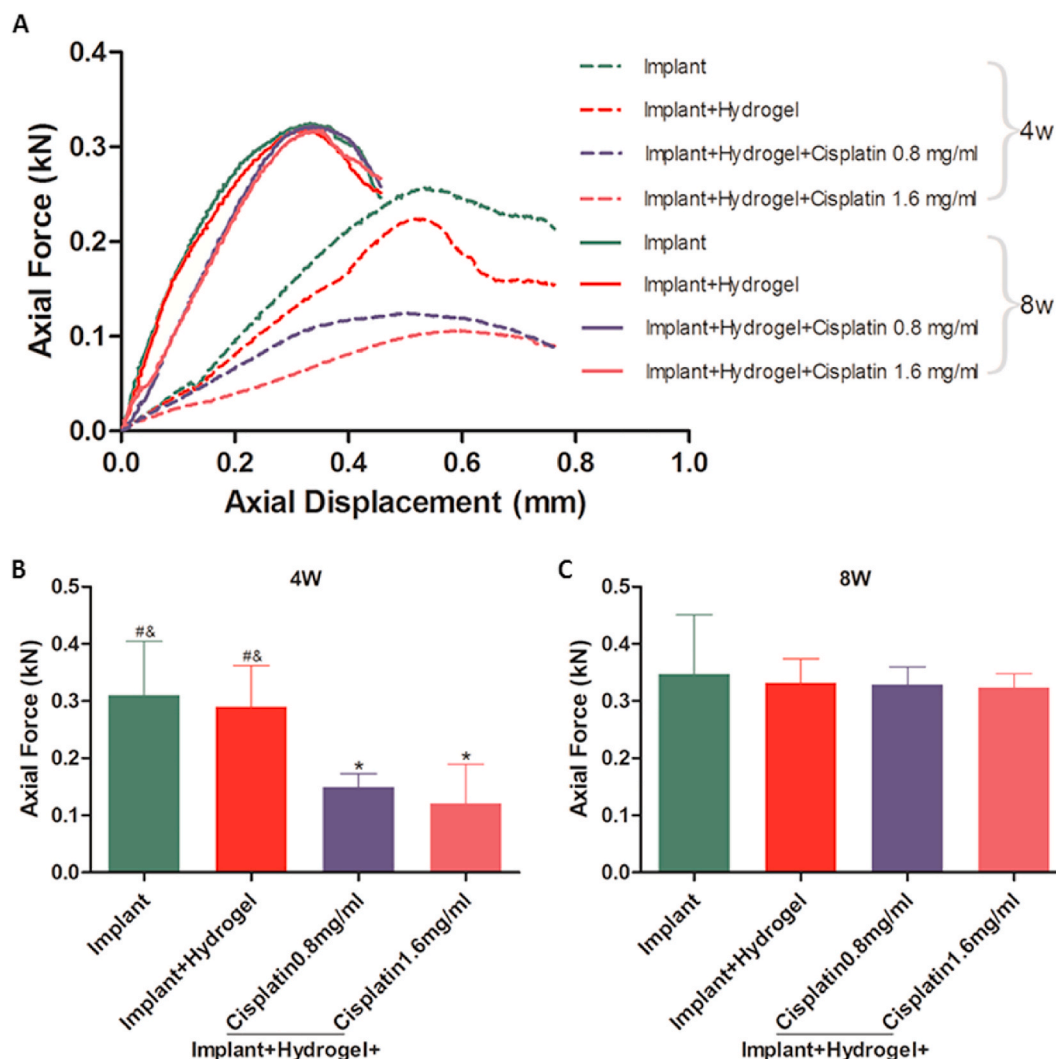 A
0.4
0.3
0.2
0.1
0.0
Axial Force (kN)
0.0 0.2 0.4 0.6 0.8 1.0
Axial Displacement (mm)
Implant
Implant+Hydrogel
Implant+Hydrogel+Cisplatin 0.8 mg/ml
Implant+Hydrogel+Cisplatin 1.6 mg/ml
4w
Implant
Implant+Hydrogel
Implant+Hydrogel+Cisplatin 0.8 mg/ml
Implant+Hydrogel+Cisplatin 1.6 mg/ml
8w
B
4W
0.5
0.4
0.3
0.2
0.1
0.0
Axial Force (kN)
#&
#&
*
*
Implant
Implant+Hydrogel
Cisplatin0.8mg/ml
Cisplatin1.6mg/ml
Implant+Hydrogel+
C
8W
0.5
0.4
0.3
0.2
0.1
0.0
Axial Force (kN)
Implant
Implant+Hydrogel
Cisplatin0.8mg/ml
Cisplatin1.6mg/ml
Implant+Hydrogel+